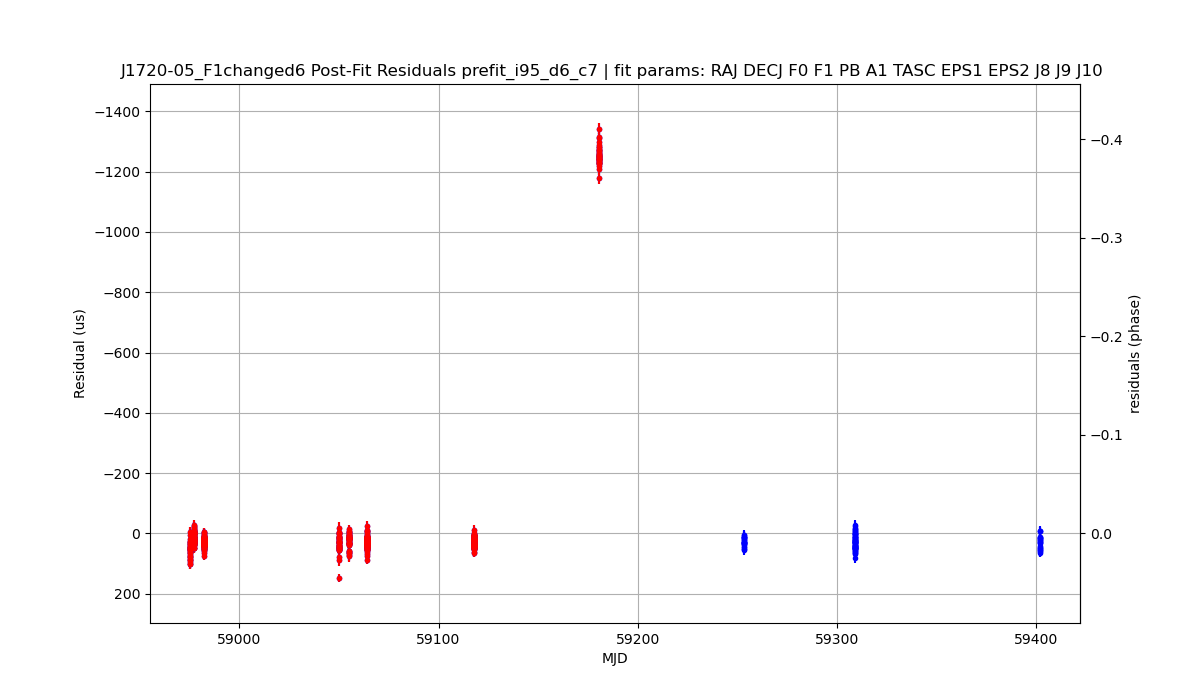 J1720-05_F1changed6 Post-Fit Residuals prefit_i95_d6_c7 | fit params: RAJ DECJ F0 F1 PB A1 TASC EPS1 EPS2 J8 J9 J10
−1400
−1200
−1000
−800
−600
−400
−200
0
200
Residual (us)
−0.4
−0.3
−0.2
−0.1
0.0
residuals (phase)
59000 59100 59200 59300 59400
MJD